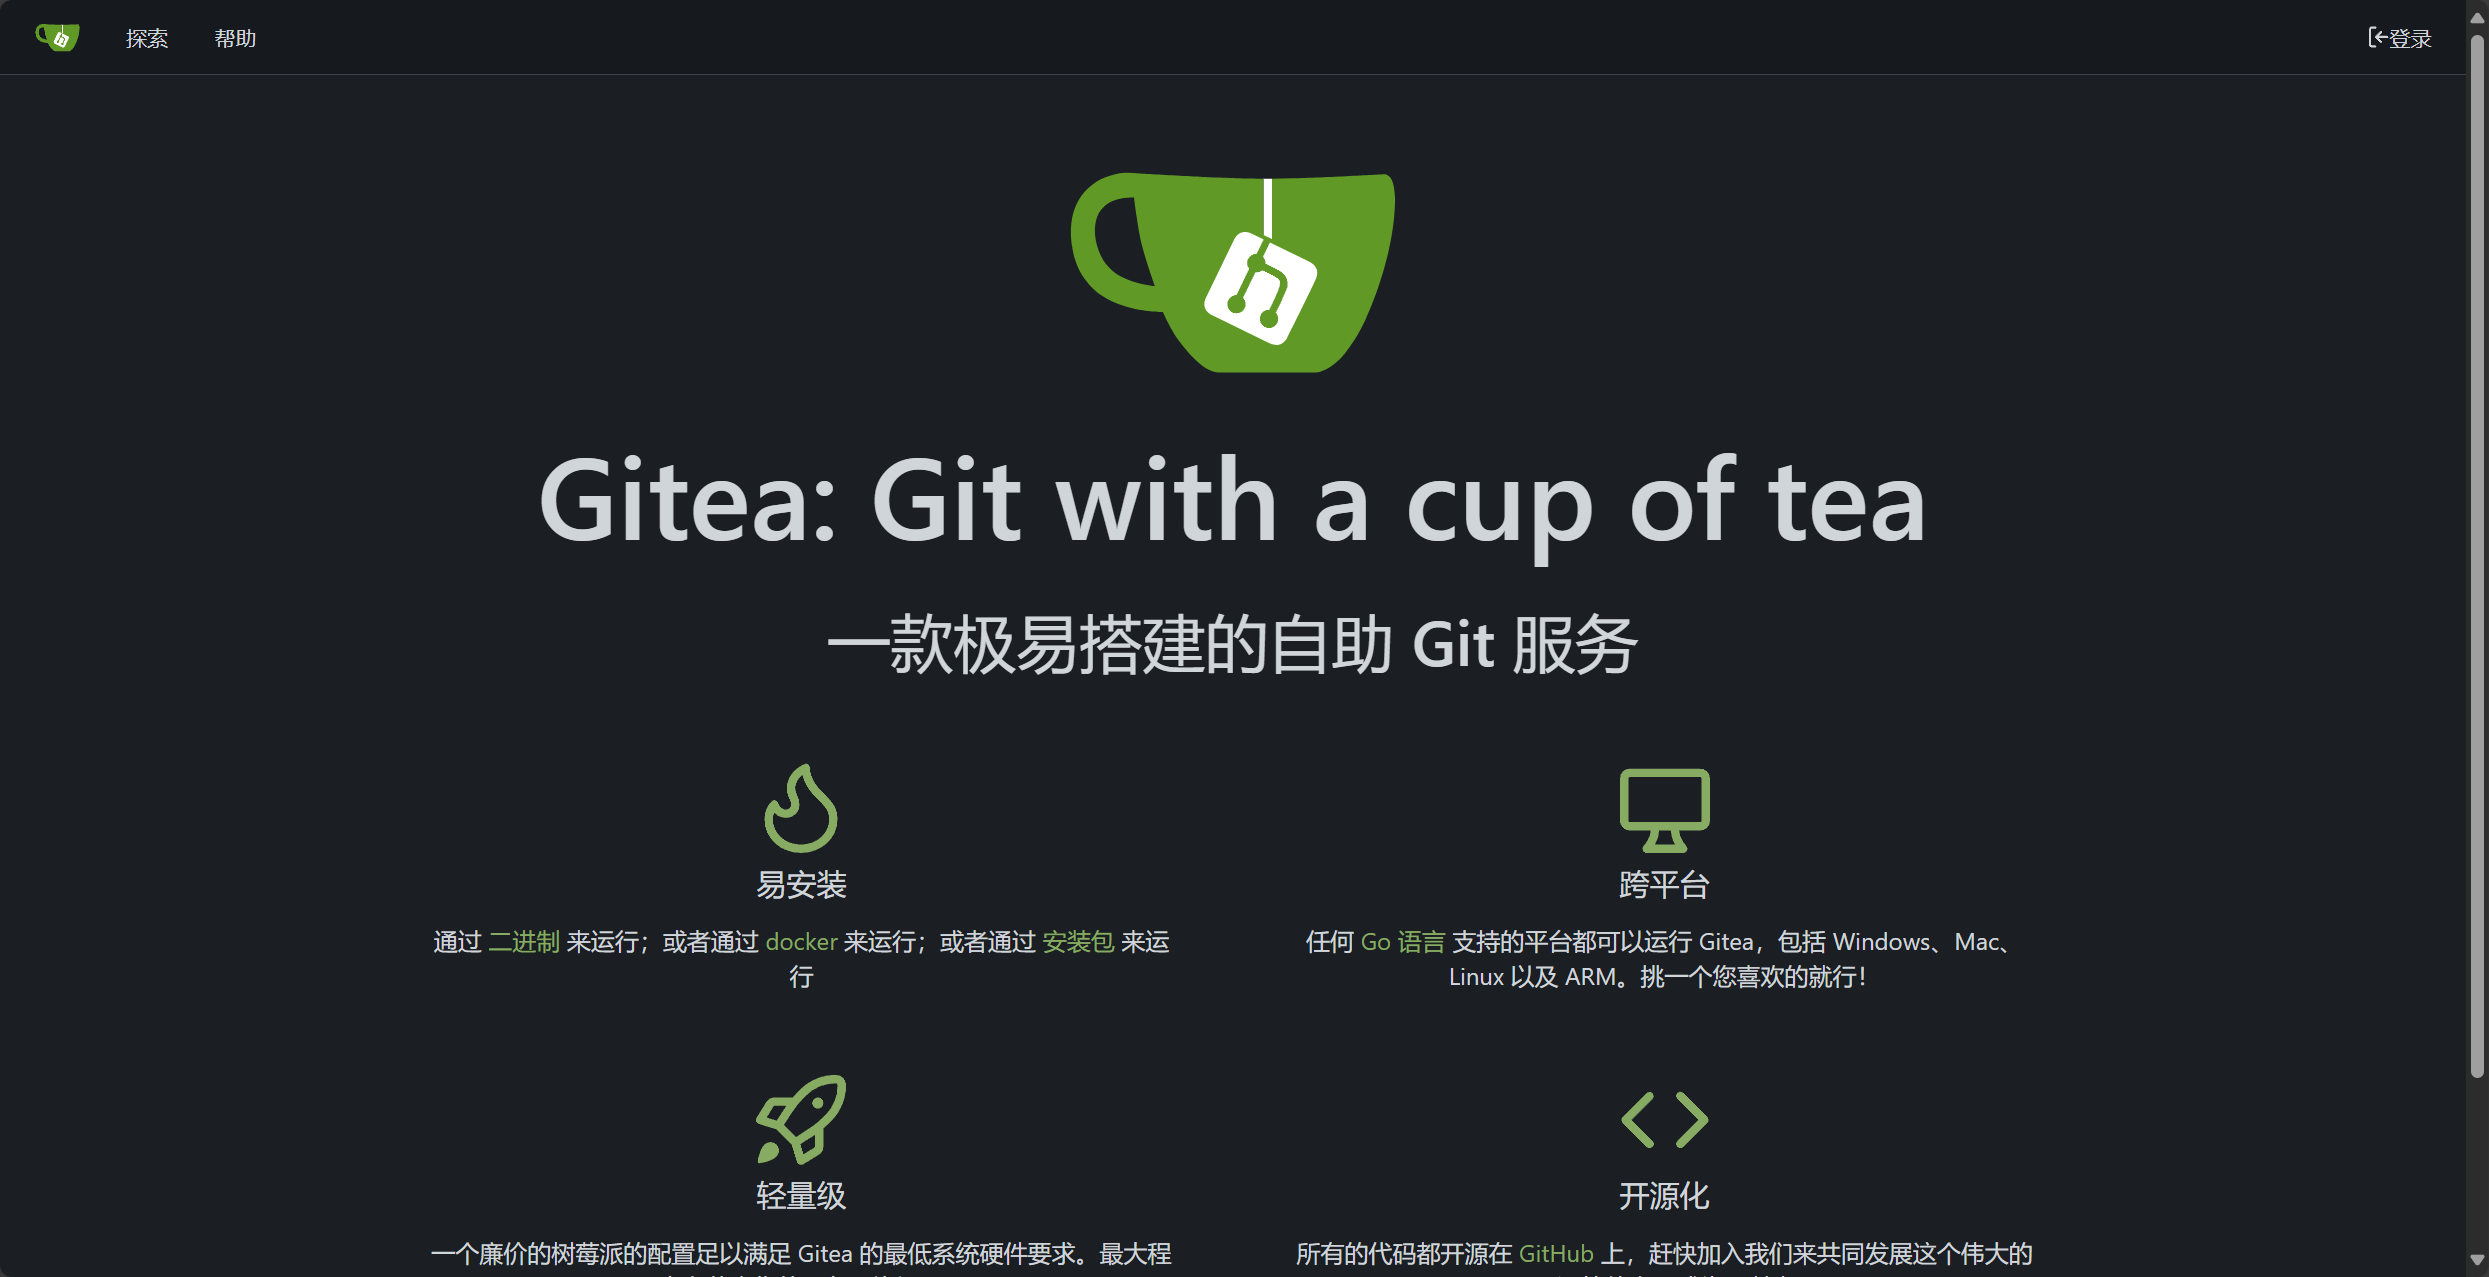 探索
帮助
登录
Gitea: Git with a cup of tea
一款极易搭建的自助 Git 服务
易安装
通过 二进制 来运行；或者通过 docker 来运行；或者通过 安装包 来运
行
跨平台
任何 Go 语言 支持的平台都可以运行 Gitea，包括 Windows、Mac、
Linux 以及 ARM。挑一个您喜欢的就行！
轻量级
一个廉价的树莓派的配置足以满足 Gitea 的最低系统硬件要求。最大程
开源化
所有的代码都开源在 GitHub 上，赶快加入我们来共同发展这个伟大的